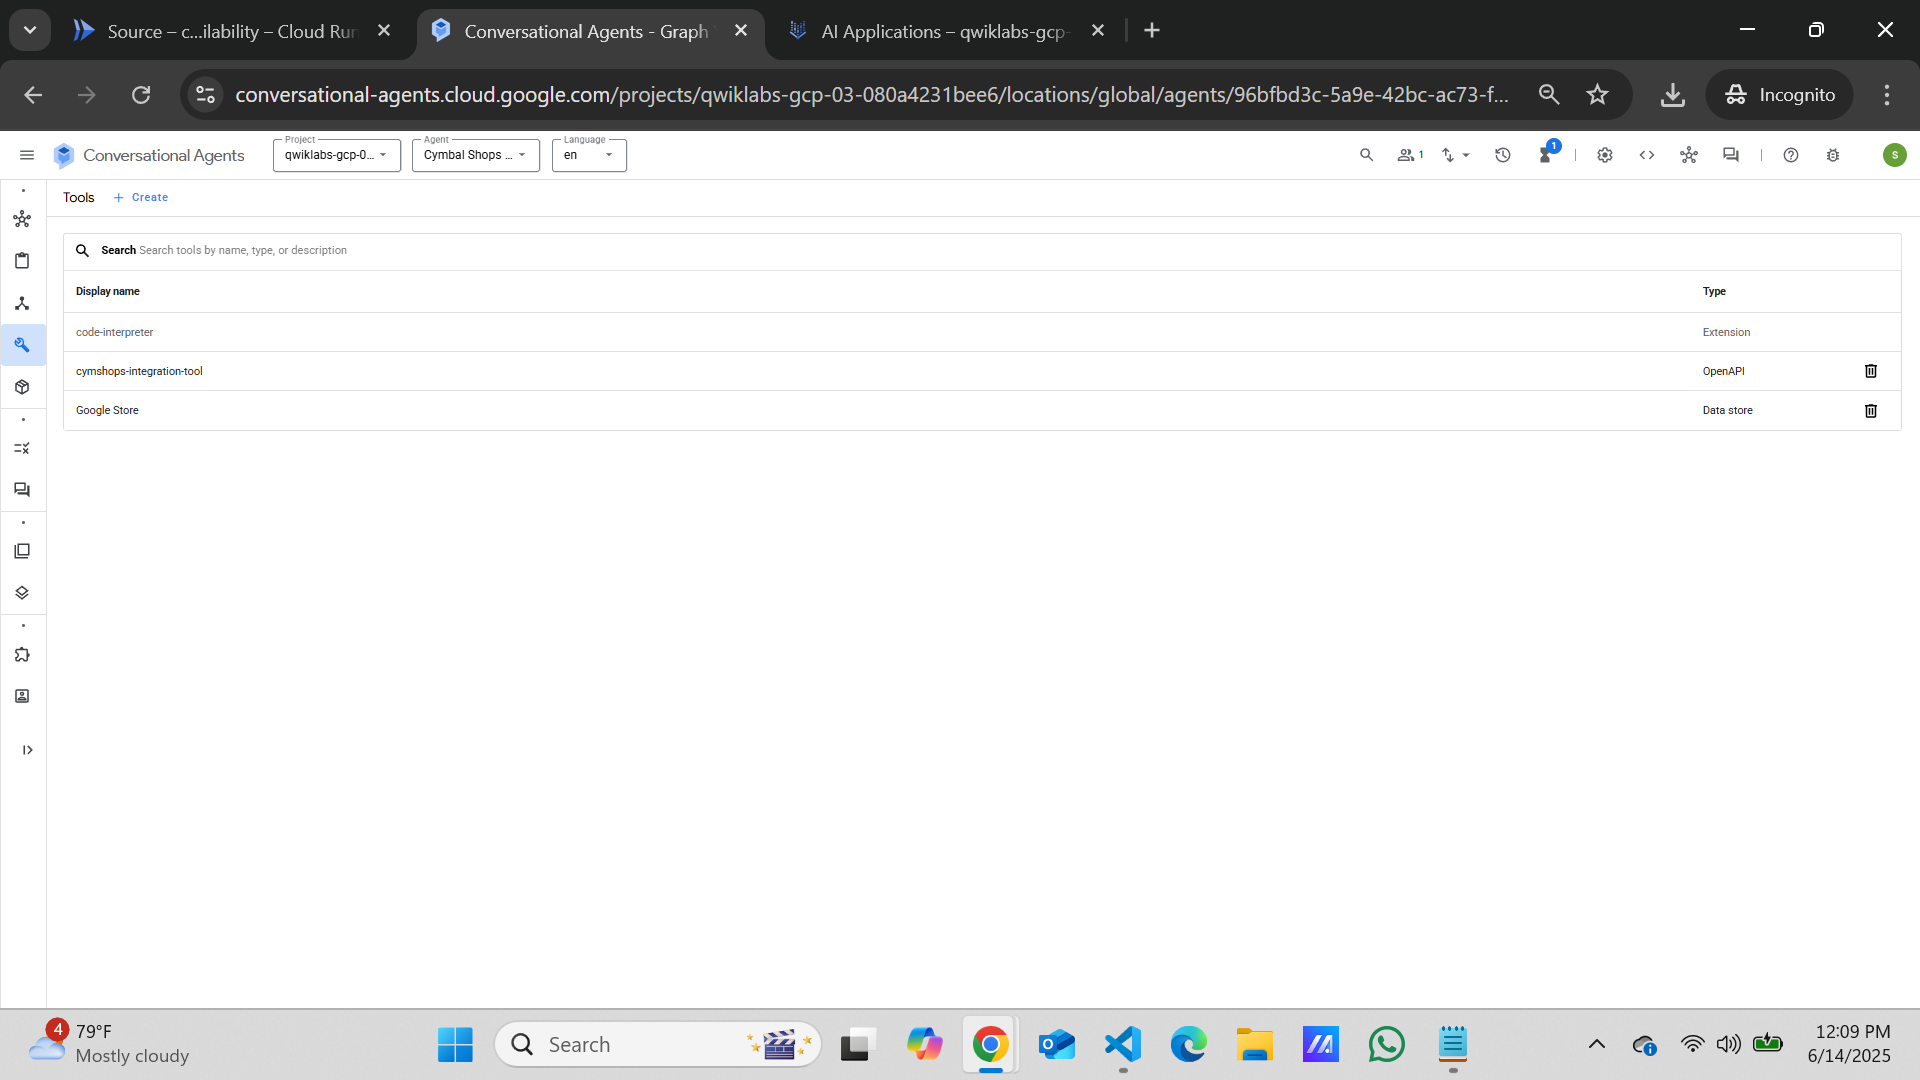 Source – c...ilability – Cloud Run
Conversational Agents - Graph
AI Applications – qwiklabs-gcp-
conversational-agents.cloud.google.com/projects/qwiklabs-gcp-03-080a4231bee6/locations/global/agents/96bfbd3c-5a9e-42bc-ac73-f...
Incognito
Conversational Agents
Project
qwiklabs-gcp-0...
Agent
Cymbal Shops ...
Language
en
1
1
S
Tools
+ Create
Search Search tools by name, type, or description
Display name Type
code-interpreter Extension
cymshops-integration-tool OpenAPI
Google Store Data store
4
79°F
Mostly cloudy
Search
12:09 PM
6/14/2025